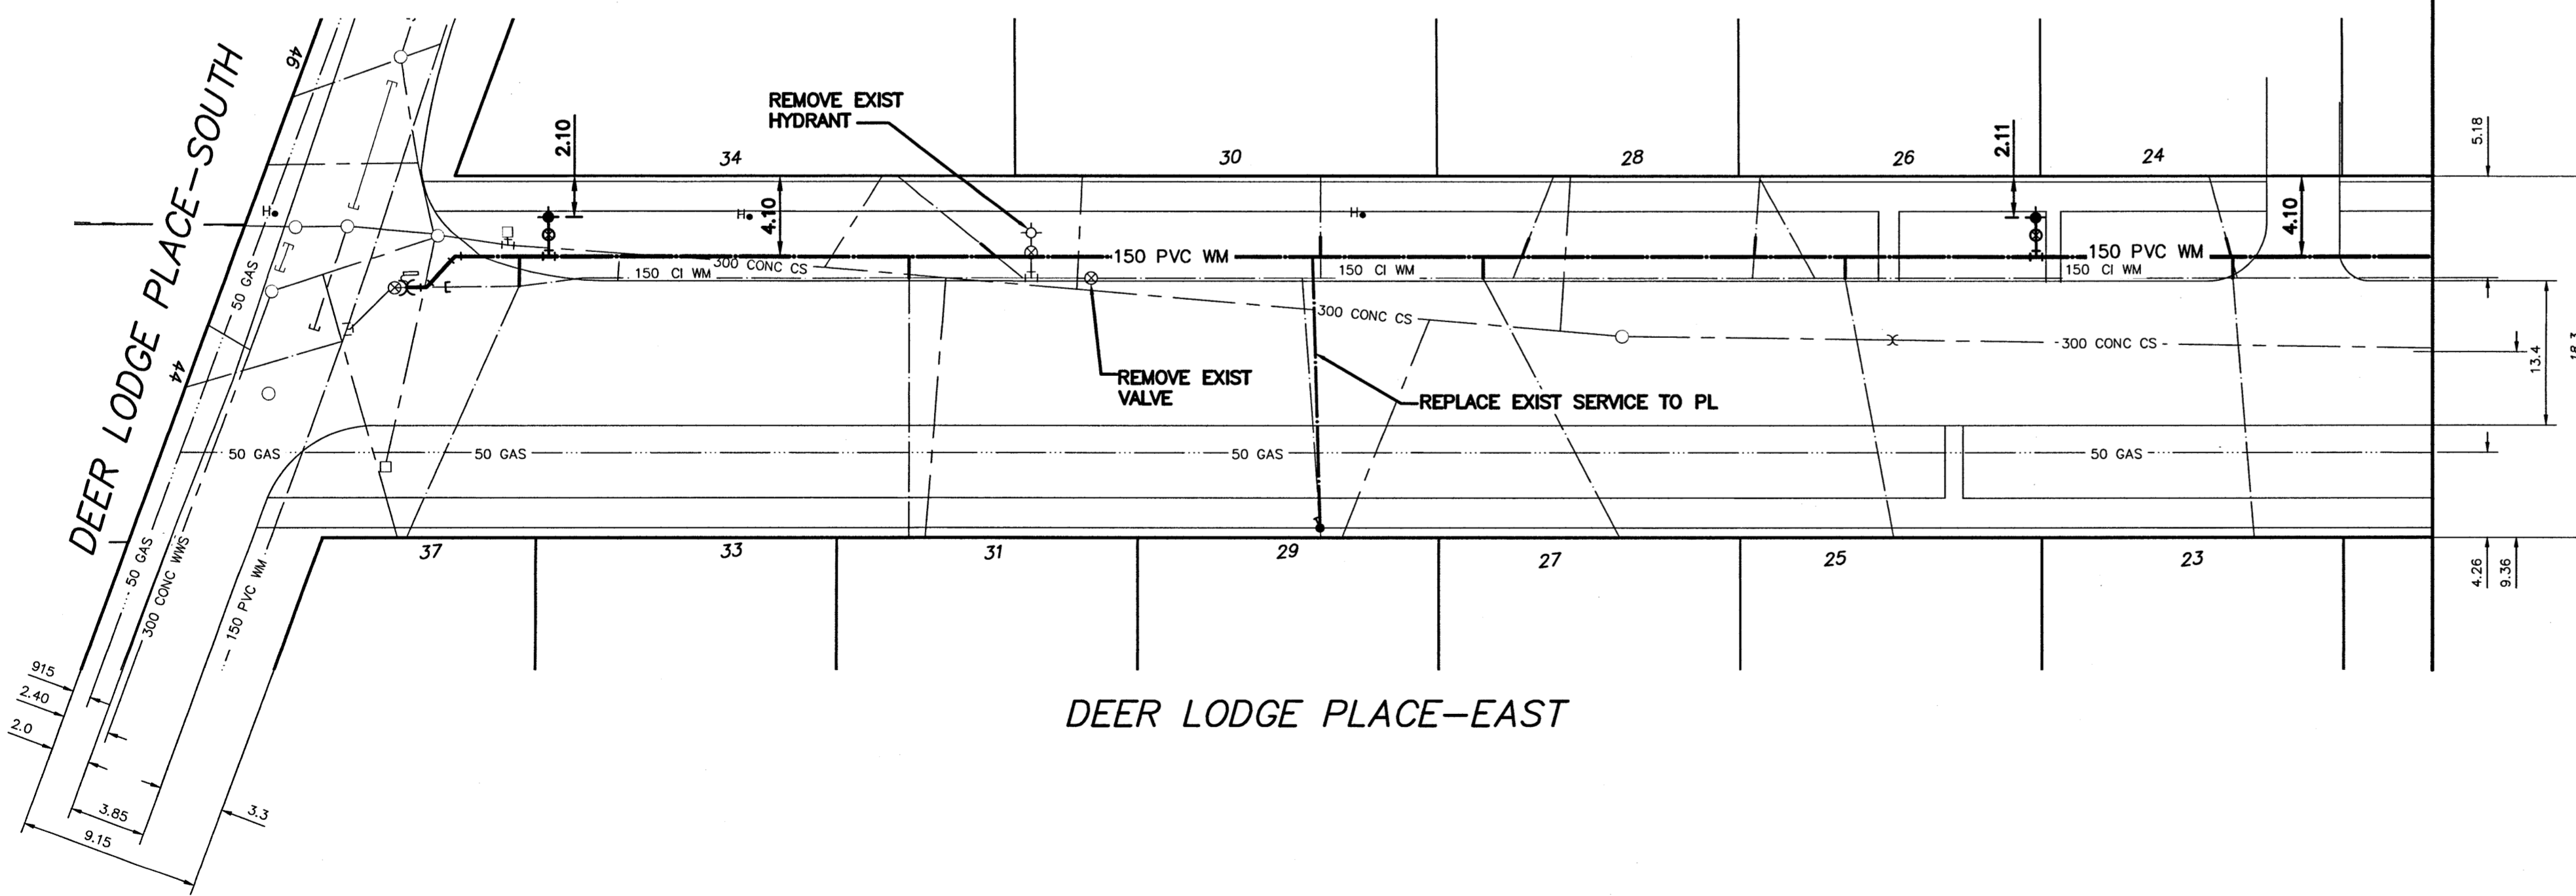 DEER LODGE PLACE-SOUTH
46
44
REMOVE EXIST
HYDRANT
2.10
34
30
28
26
24
2.11
5.18
4.10
4.10
H
H
H
150 PVC WM
150 PVC WM
300 CONC CS
150 CI WM
150 CI WM
150 CI WM
50 GAS
300 CONC CS
300 CONC CS
13.4
18.3
REMOVE EXIST
VALVE
REPLACE EXIST SERVICE TO PL
50 GAS
50 GAS
50 GAS
50 GAS
37
33
31
29
27
25
23
50 GAS
300 CONC WWS
150 PVC WM
4.26
9.36
915
2.40
2.0
3.85
9.15
3.3
DEER LODGE PLACE-EAST